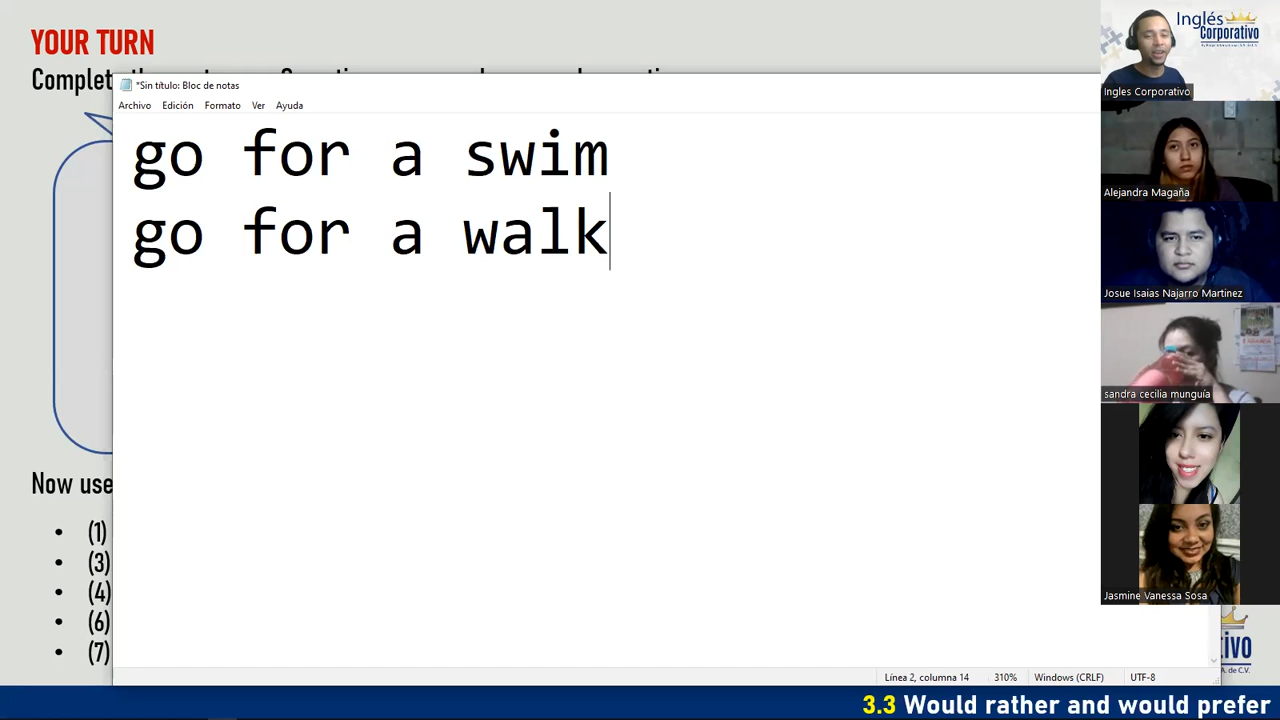 YOUR TURN
*Sin título: Bloc de notas
Archivo Edición Formato Ver Ayuda
go for a swim
go for a walk
Now use
• (1)
• (3)
• (4)
• (6)
• (7)
Línea 2, columna 14 310% Windows (CRLF) UTF-8
3.3 Would rather and would prefer
Inglés
Corporativo
Ingles Corporativo
Alejandra Magaña
Josue Isaias Najarro Martinez
sandra cecilia munguía
Jasmine Vanessa Sosa